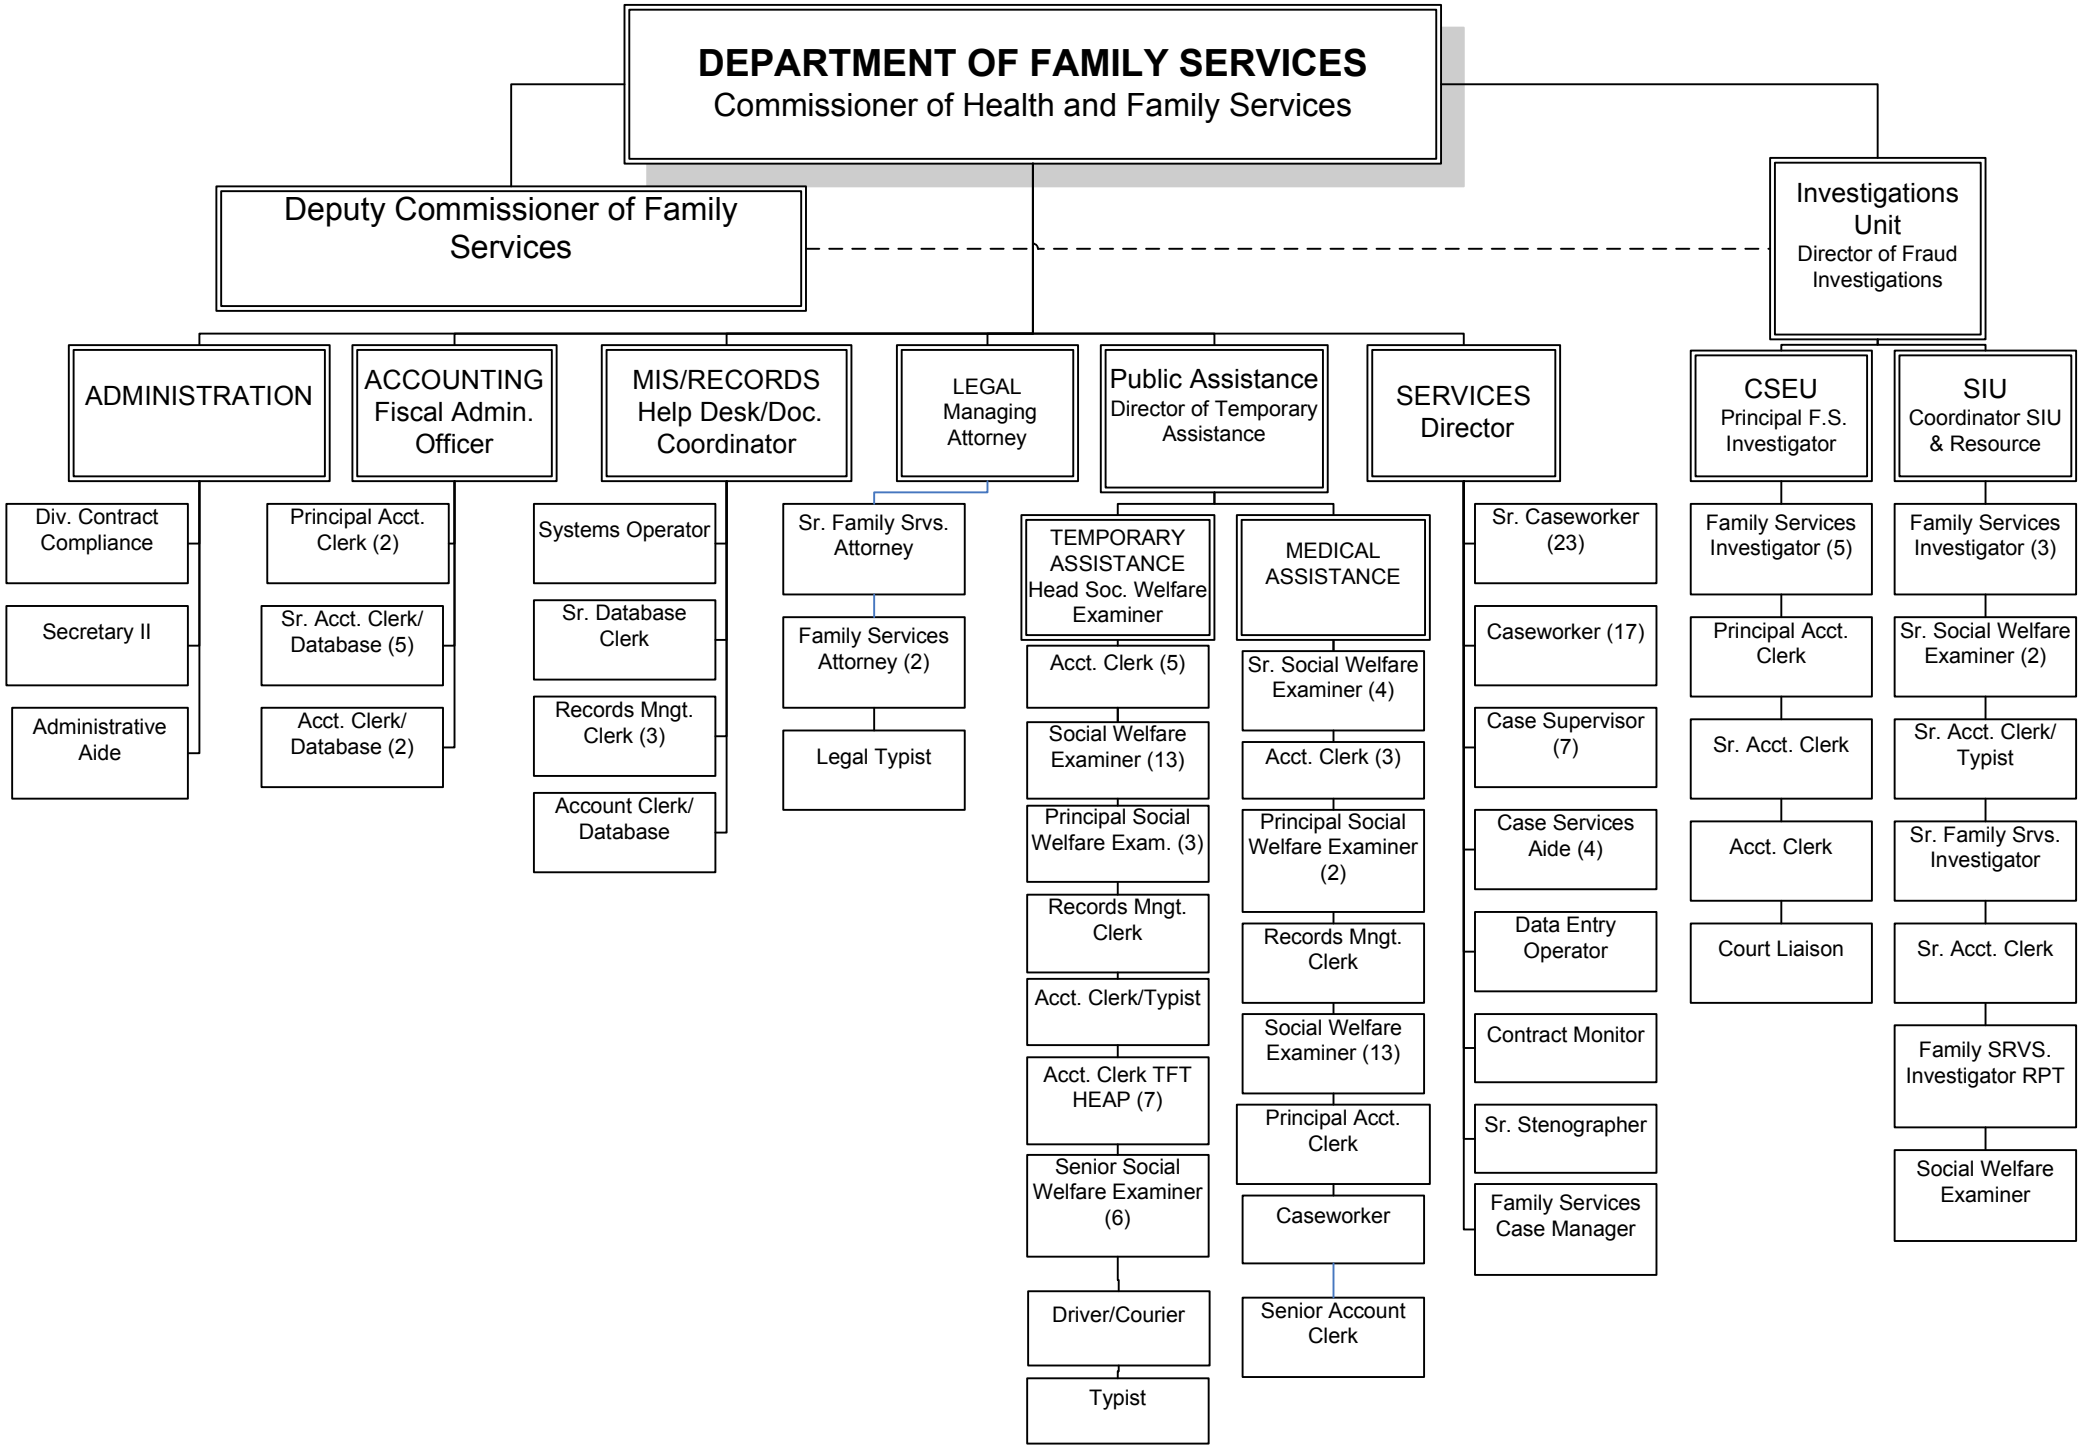 DEPARTMENT OF FAMILY SERVICES
Commissioner of Health and Family Services
Deputy Commissioner of Family
Services
Investigations
Unit
Director of Fraud
Investigations
ADMINISTRATION
ACCOUNTING
Fiscal Admin.
Officer
MIS/RECORDS
Help Desk/Doc.
Coordinator
LEGAL
Managing
Attorney
Public Assistance
Director of Temporary
Assistance
SERVICES
Director
CSEU
Principal F.S.
Investigator
SIU
Coordinator SIU
& Resource
Div. Contract
Compliance
Secretary II
Administrative
Aide
Principal Acct.
Clerk (2)
Sr. Acct. Clerk/
Database (5)
Acct. Clerk/
Database (2)
Systems Operator
Sr. Database
Clerk
Records Mngt.
Clerk (3)
Account Clerk/
Database
Sr. Family Srvs.
Attorney
Family Services
Attorney (2)
Legal Typist
TEMPORARY
ASSISTANCE
Head Soc. Welfare
Examiner
Acct. Clerk (5)
Social Welfare
Examiner (13)
Principal Social
Welfare Exam. (3)
Records Mngt.
Clerk
Acct. Clerk/Typist
Acct. Clerk TFT
HEAP (7)
Senior Social
Welfare Examiner
(6)
Driver/Courier
Typist
MEDICAL
ASSISTANCE
Sr. Social Welfare
Examiner (4)
Acct. Clerk (3)
Principal Social
Welfare Examiner
(2)
Records Mngt.
Clerk
Social Welfare
Examiner (13)
Principal Acct.
Clerk
Caseworker
Senior Account
Clerk
Sr. Caseworker
(23)
Caseworker (17)
Case Supervisor
(7)
Case Services
Aide (4)
Data Entry
Operator
Contract Monitor
Sr. Stenographer
Family Services
Case Manager
Family Services
Investigator (5)
Principal Acct.
Clerk
Sr. Acct. Clerk
Acct. Clerk
Court Liaison
Family Services
Investigator (3)
Sr. Social Welfare
Examiner (2)
Sr. Acct. Clerk/
Typist
Sr. Family Srvs.
Investigator
Sr. Acct. Clerk
Family SRVS.
Investigator RPT
Social Welfare
Examiner